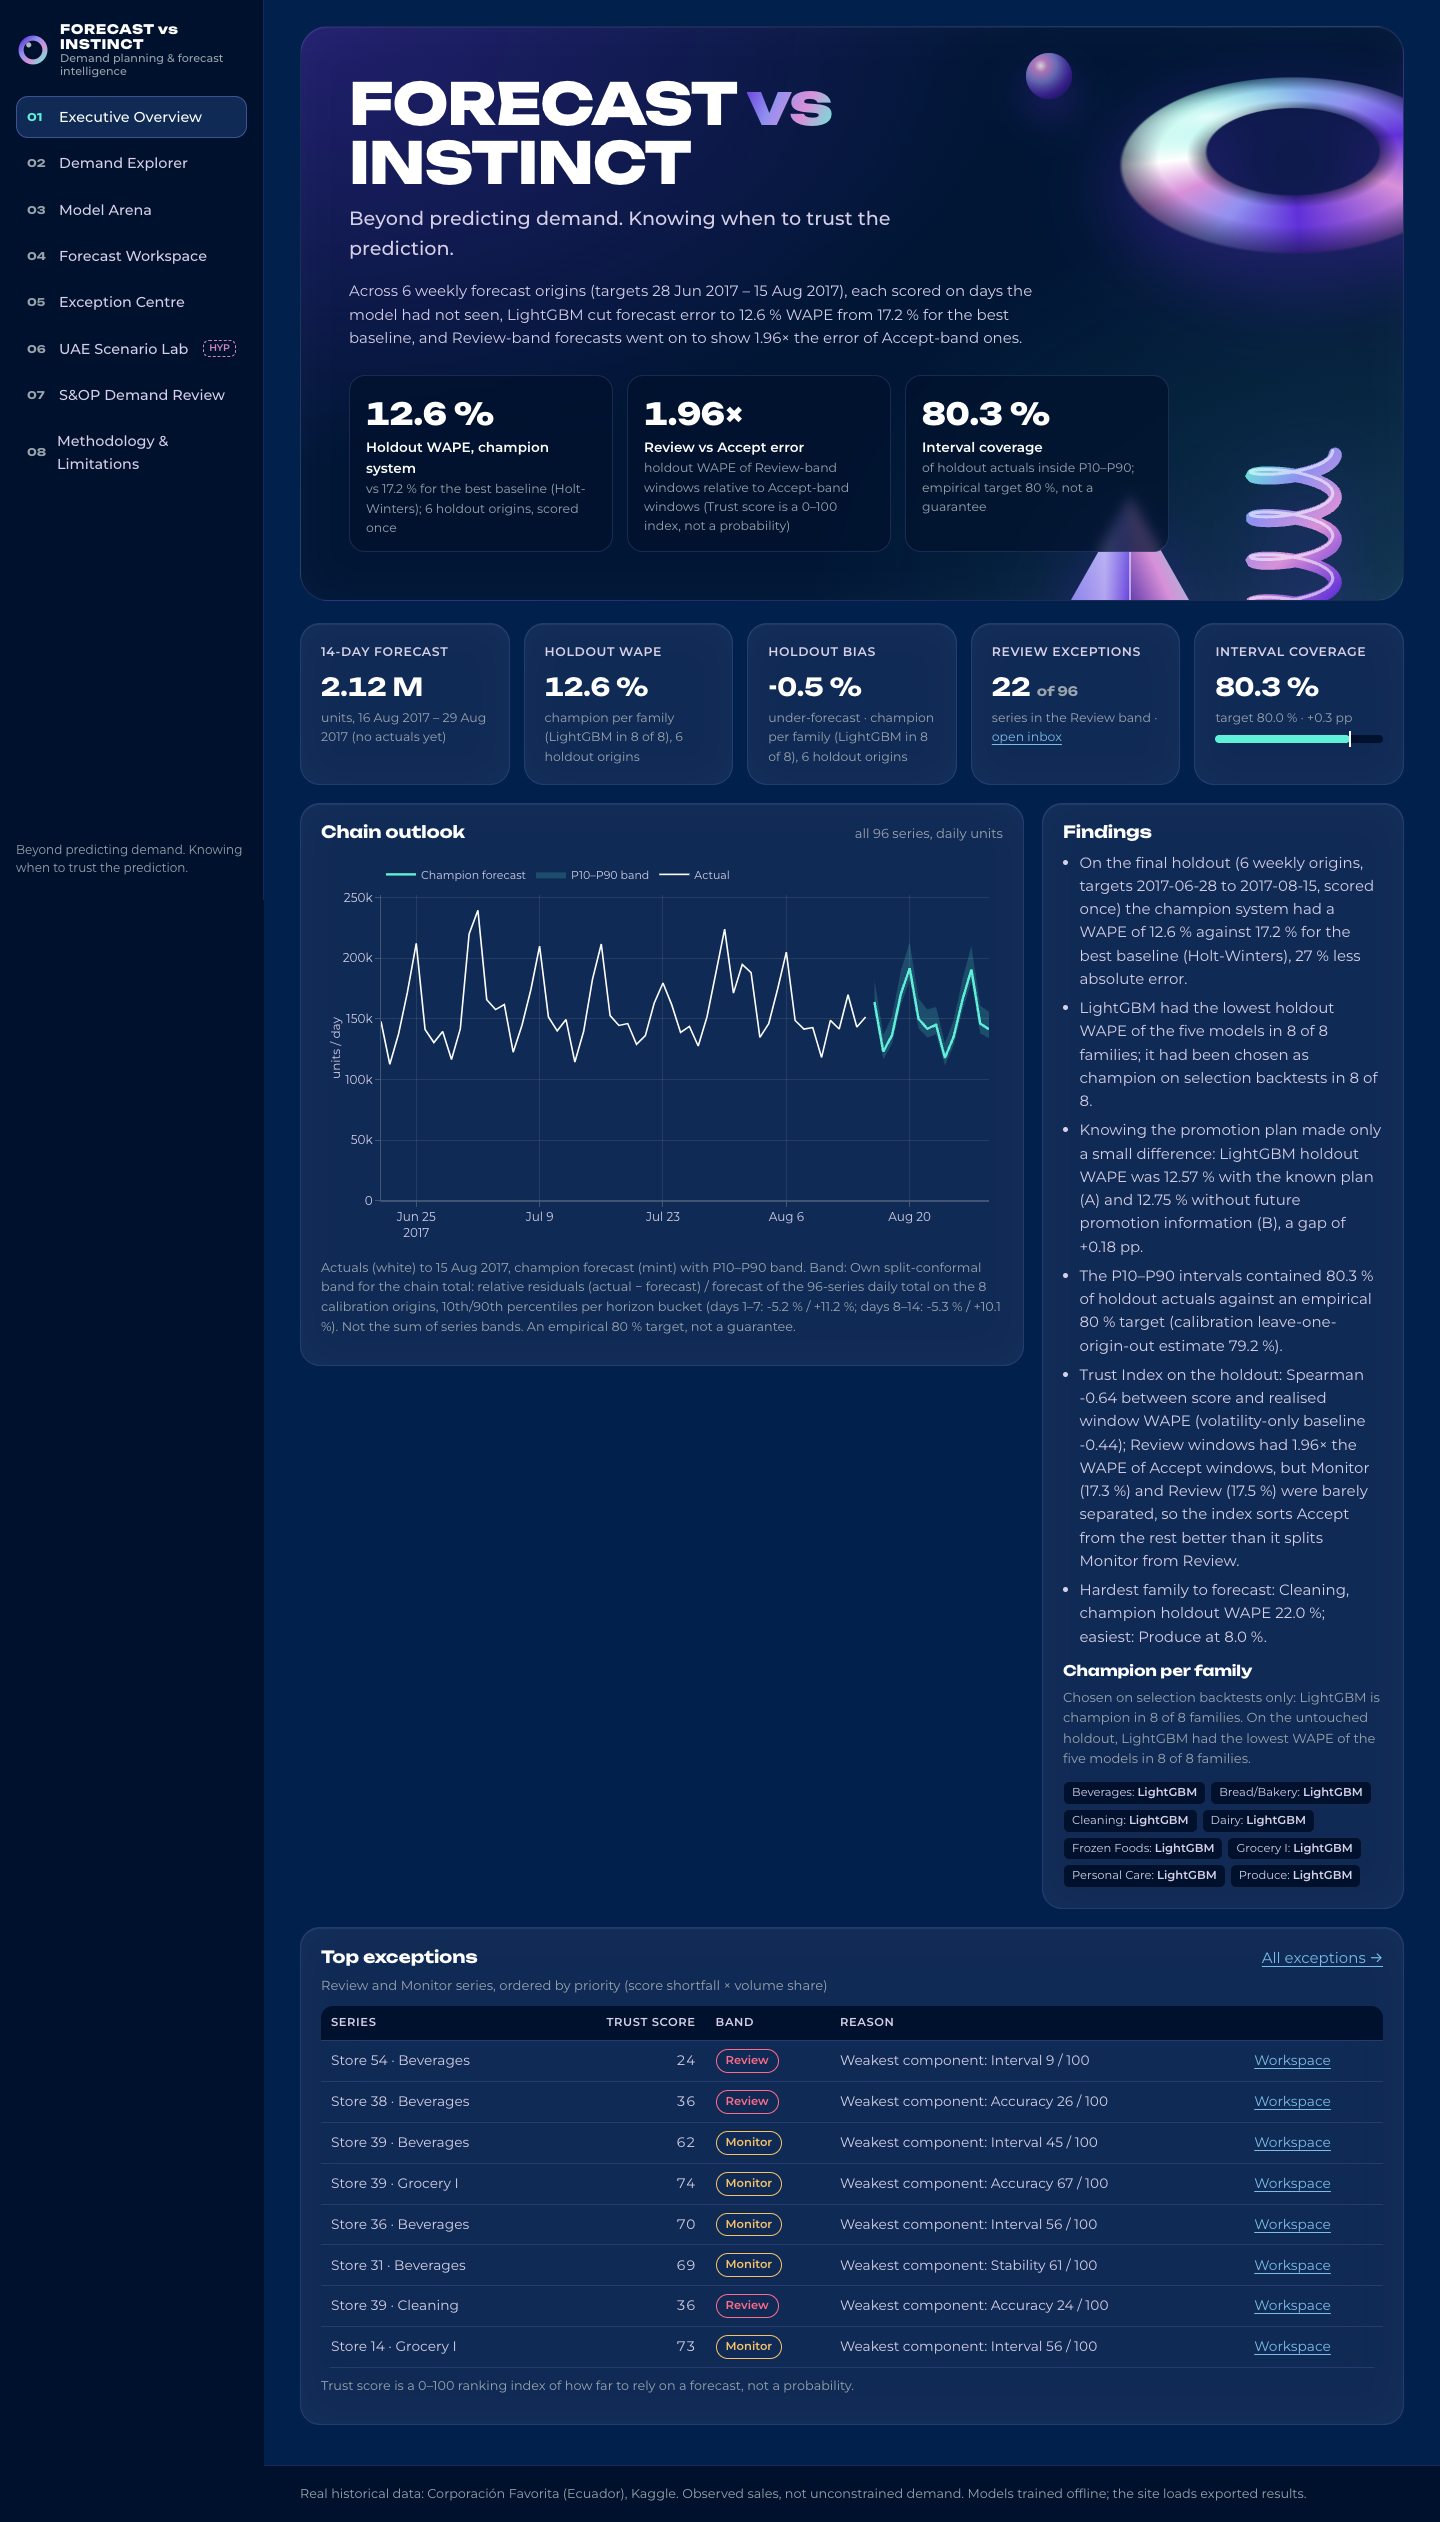 FORECAST vs
INSTINCT
Demand planning & forecast
intelligence
01 Executive Overview
02 Demand Explorer
03 Model Arena
04 Forecast Workspace
05 Exception Centre
06 UAE Scenario Lab HYP
07 S&OP Demand Review
08 Methodology &
Limitations
Beyond predicting demand. Knowing
when to trust the prediction.
FORECAST vs
INSTINCT
Beyond predicting demand. Knowing when to trust the
prediction.
Across 6 weekly forecast origins (targets 28 Jun 2017 – 15 Aug 2017), each scored on days the
model had not seen, LightGBM cut forecast error to 12.6 % WAPE from 17.2 % for the best
baseline, and Review-band forecasts went on to show 1.96× the error of Accept-band ones.
12.6 %
Holdout WAPE, champion
system
vs 17.2 % for the best baseline (Holt-
Winters); 6 holdout origins, scored
once
1.96×
Review vs Accept error
holdout WAPE of Review-band
windows relative to Accept-band
windows (Trust score is a 0–100
index, not a probability)
80.3 %
Interval coverage
of holdout actuals inside P10–P90;
empirical target 80 %, not a
guarantee
14-DAY FORECAST
2.12 M
units, 16 Aug 2017 – 29 Aug
2017 (no actuals yet)
HOLDOUT WAPE
12.6 %
champion per family
(LightGBM in 8 of 8), 6
holdout origins
HOLDOUT BIAS
-0.5 %
under-forecast · champion
per family (LightGBM in 8
of 8), 6 holdout origins
REVIEW EXCEPTIONS
22 of 96
series in the Review band ·
open inbox
INTERVAL COVERAGE
80.3 %
target 80.0 % · +0.3 pp
Chain outlook
all 96 series, daily units
Champion forecast P10–P90 band Actual
250k
200k
150k
100k
50k
0
units / day
Jun 25
2017
Jul 9
Jul 23
Aug 6
Aug 20
Actuals (white) to 15 Aug 2017, champion forecast (mint) with P10–P90 band. Band: Own split-conformal
band for the chain total: relative residuals (actual − forecast) / forecast of the 96-series daily total on the 8
calibration origins, 10th/90th percentiles per horizon bucket (days 1–7: -5.2 % / +11.2 %; days 8–14: -5.3 % / +10.1
%). Not the sum of series bands. An empirical 80 % target, not a guarantee.
Findings
• On the final holdout (6 weekly origins,
targets 2017-06-28 to 2017-08-15, scored
once) the champion system had a
WAPE of 12.6 % against 17.2 % for the
best baseline (Holt-Winters), 27 % less
absolute error.
• LightGBM had the lowest holdout
WAPE of the five models in 8 of 8
families; it had been chosen as
champion on selection backtests in 8 of
8.
• Knowing the promotion plan made only
a small difference: LightGBM holdout
WAPE was 12.57 % with the known plan
(A) and 12.75 % without future
promotion information (B), a gap of
+0.18 pp.
• The P10–P90 intervals contained 80.3 %
of holdout actuals against an empirical
80 % target (calibration leave-one-
origin-out estimate 79.2 %).
• Trust Index on the holdout: Spearman
-0.64 between score and realised
window WAPE (volatility-only baseline
-0.44); Review windows had 1.96× the
WAPE of Accept windows, but Monitor
(17.3 %) and Review (17.5 %) were barely
separated, so the index sorts Accept
from the rest better than it splits
Monitor from Review.
• Hardest family to forecast: Cleaning,
champion holdout WAPE 22.0 %;
easiest: Produce at 8.0 %.
Champion per family
Chosen on selection backtests only: LightGBM is
champion in 8 of 8 families. On the untouched
holdout, LightGBM had the lowest WAPE of the
five models in 8 of 8 families.
Beverages: LightGBM Bread/Bakery: LightGBM
Cleaning: LightGBM Dairy: LightGBM
Frozen Foods: LightGBM Grocery I: LightGBM
Personal Care: LightGBM Produce: LightGBM
Top exceptions
All exceptions →
Review and Monitor series, ordered by priority (score shortfall × volume share)
SERIES TRUST SCORE BAND REASON
Store 54 · Beverages 24 Review Weakest component: Interval 9 / 100 Workspace
Store 38 · Beverages 36 Review Weakest component: Accuracy 26 / 100 Workspace
Store 39 · Beverages 62 Monitor Weakest component: Interval 45 / 100 Workspace
Store 39 · Grocery I 74 Monitor Weakest component: Accuracy 67 / 100 Workspace
Store 36 · Beverages 70 Monitor Weakest component: Interval 56 / 100 Workspace
Store 31 · Beverages 69 Monitor Weakest component: Stability 61 / 100 Workspace
Store 39 · Cleaning 36 Review Weakest component: Accuracy 24 / 100 Workspace
Store 14 · Grocery I 73 Monitor Weakest component: Interval 56 / 100 Workspace
Trust score is a 0–100 ranking index of how far to rely on a forecast, not a probability.
Real historical data: Corporación Favorita (Ecuador), Kaggle. Observed sales, not unconstrained demand. Models trained offline; the site loads exported results.